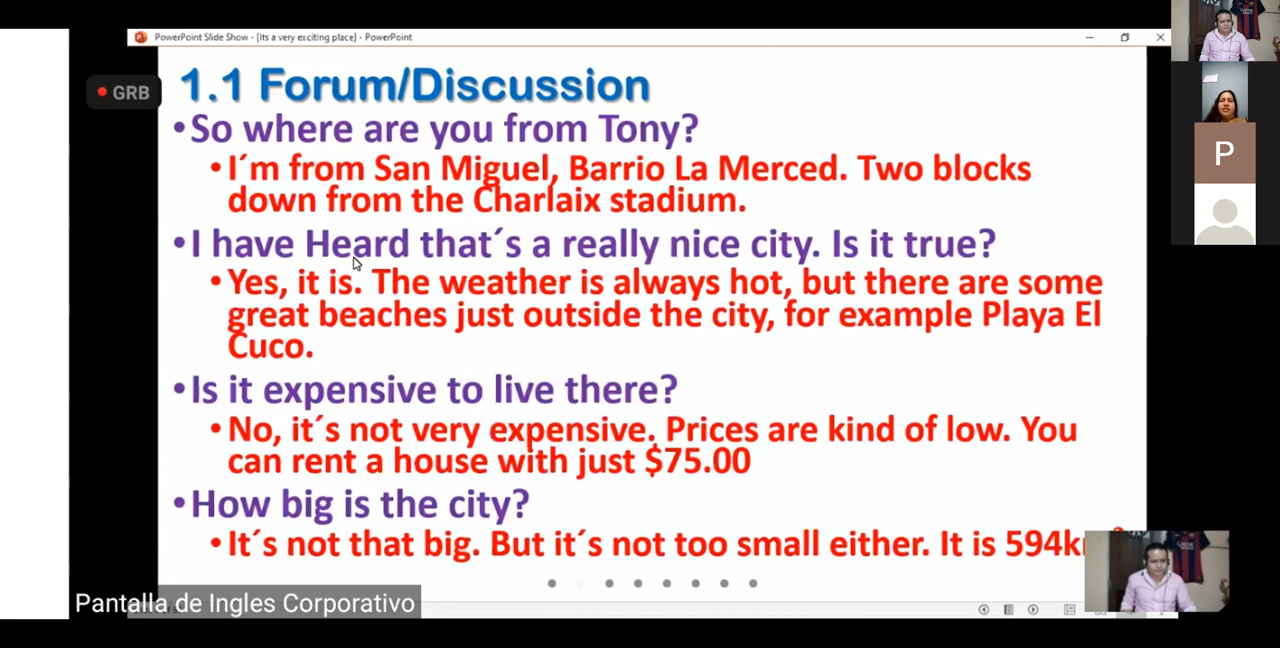 PowerPoint Slide Show - [Its a very exciting place] - PowerPoint
GRB
1.1 Forum/Discussion
•So where are you from Tony?
•I´m from San Miguel, Barrio La Merced. Two blocks
down from the Charlaix stadium.
•I have Heard that´s a really nice city. Is it true?
•Yes, it is. The weather is always hot, but there are some
great beaches just outside the city, for example Playa El
Cuco.
•Is it expensive to live there?
•No, it´s not very expensive. Prices are kind of low. You
can rent a house with just $75.00
•How big is the city?
•It´s not that big. But it´s not too small either. It is
Pantalla de Ingles Corporativo
P